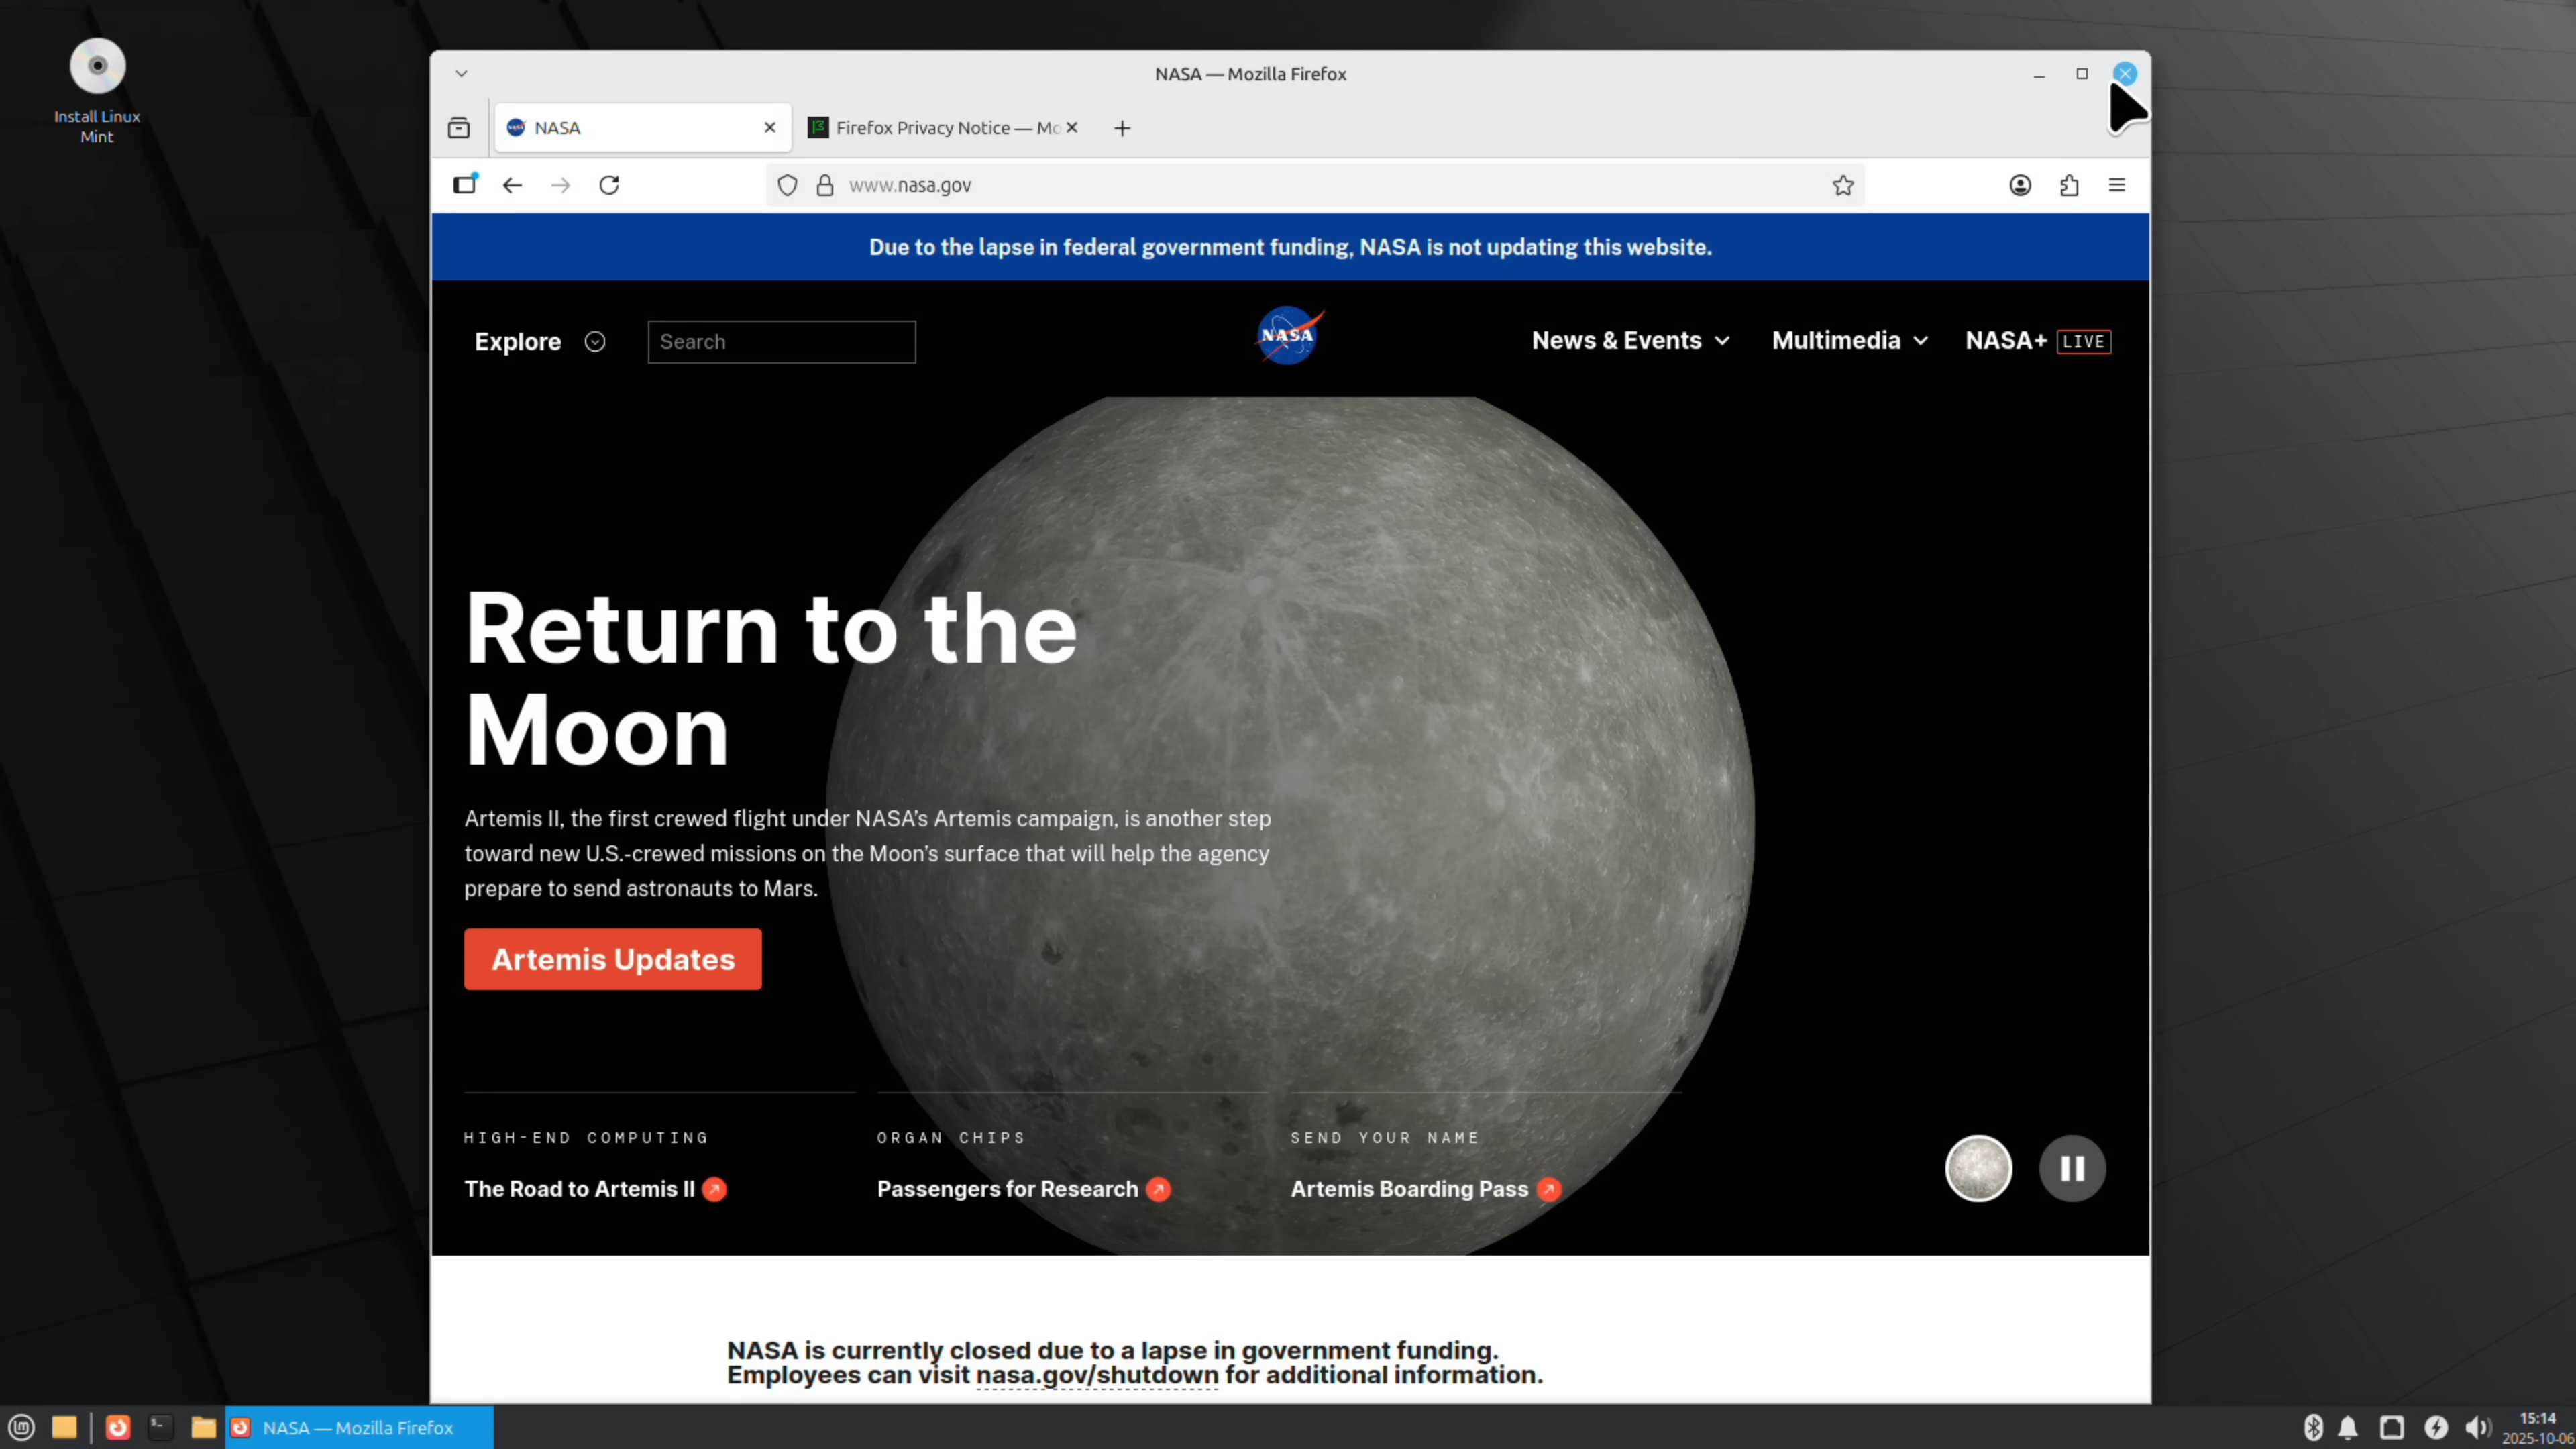 Install Linux
Mint
NASA — Mozilla Firefox
NASA
Firefox Privacy Notice — Mo
www.nasa.gov
Due to the lapse in federal government funding, NASA is not updating this website.
Explore
Search
NASA
News & Events
Multimedia
NASA+ LIVE
Return to the
Moon
Artemis II, the first crewed flight under NASA’s Artemis campaign, is another step
toward new U.S.-crewed missions on the Moon’s surface that will help the agency
prepare to send astronauts to Mars.
Artemis Updates
HIGH-END COMPUTING
The Road to Artemis II
ORGAN CHIPS
Passengers for Research
SEND YOUR NAME
Artemis Boarding Pass
NASA is currently closed due to a lapse in government funding.
Employees can visit nasa.gov/shutdown for additional information.
NASA — Mozilla Firefox
15:14
2025-10-06